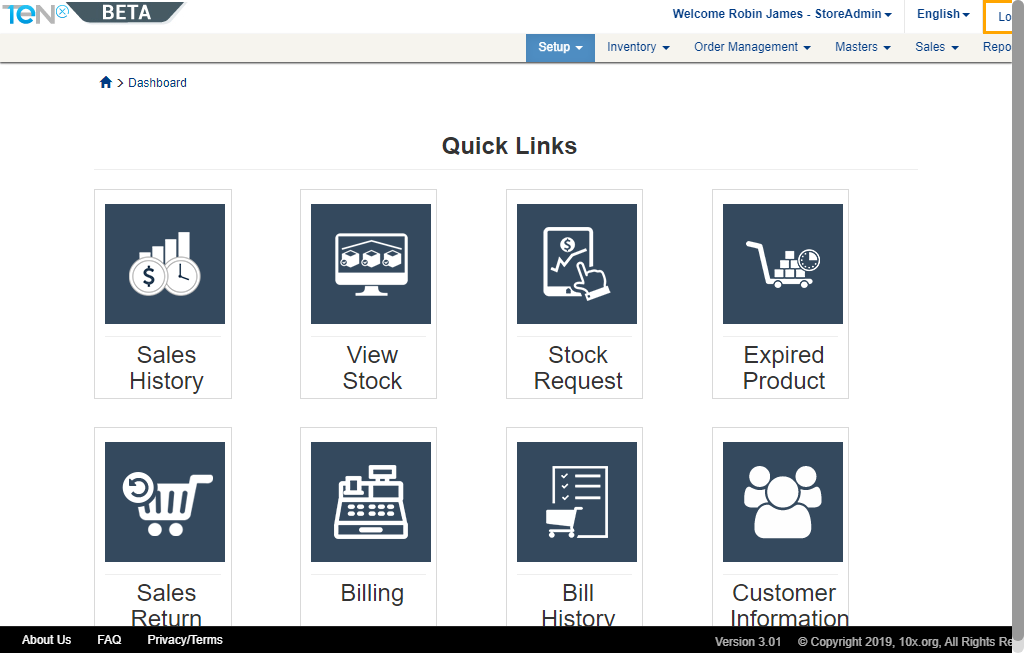 TEN BETA
Welcome Robin James - StoreAdmin English Lo
Setup Inventory Order Management Masters Sales Repo
Dashboard
Quick Links
Sales
History
View
Stock
Stock
Request
Expired
Product
Sales
Return
Billing
Bill
History
Customer
Information
About Us FAQ Privacy/Terms Version 3.01 © Copyright 2019, 10x.org, All Rights Re